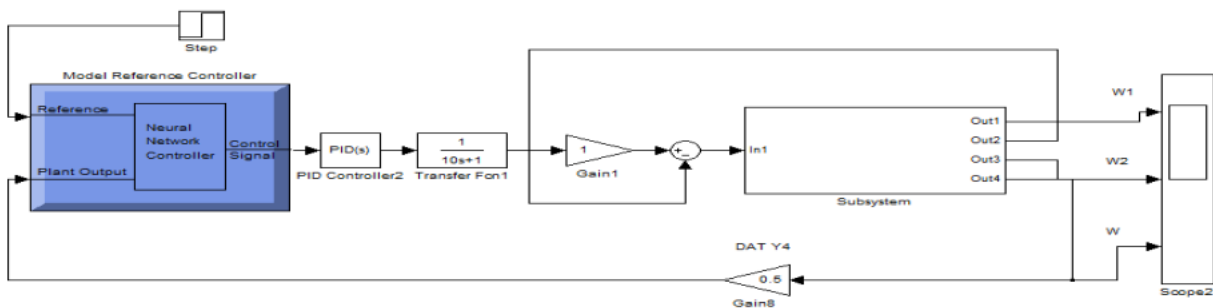 Step
Model Reference Controller
Reference
Neural
Network
Controller
Control
Signal
Plant Output
PID(s)
PID Controller2
1
10s+1
Transfer Fcn1
1
Gain1
+
−
In1
Out1
Out2
Out3
Out4
Subsystem
W1
W2
W
Scope2
DAT Y4
0.5
Gain8